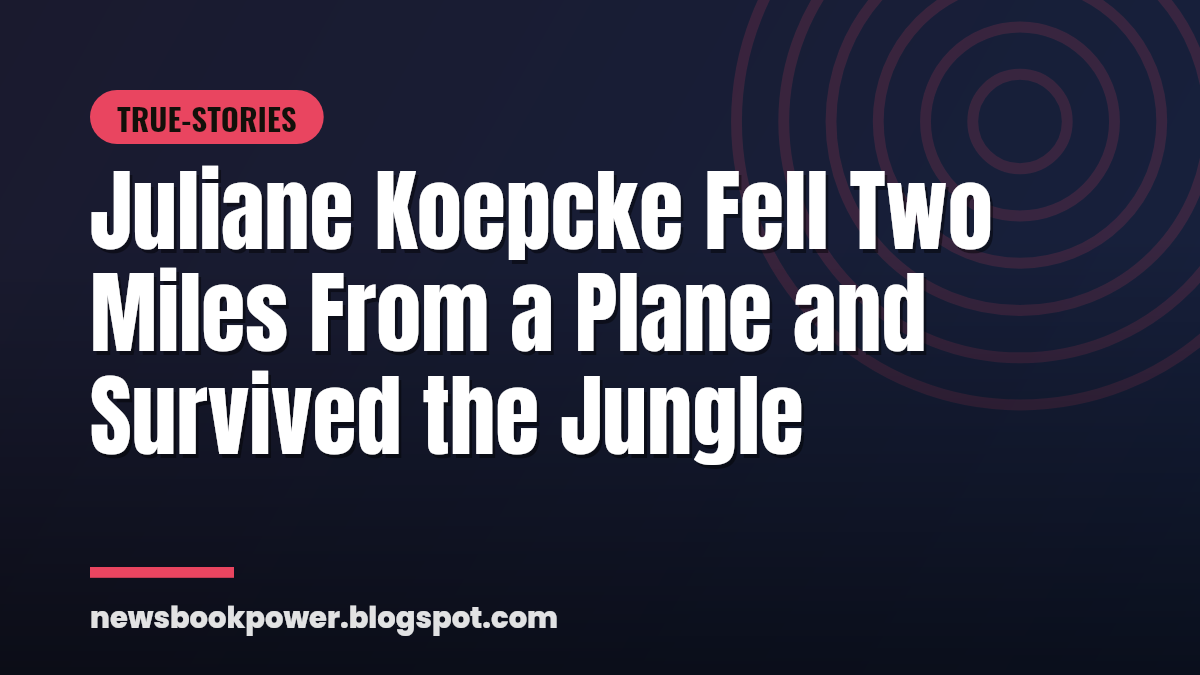 TRUE-STORIES
Juliane Koepcke Fell Two
Miles From a Plane and
Survived the Jungle
newsbookpower.blogspot.com